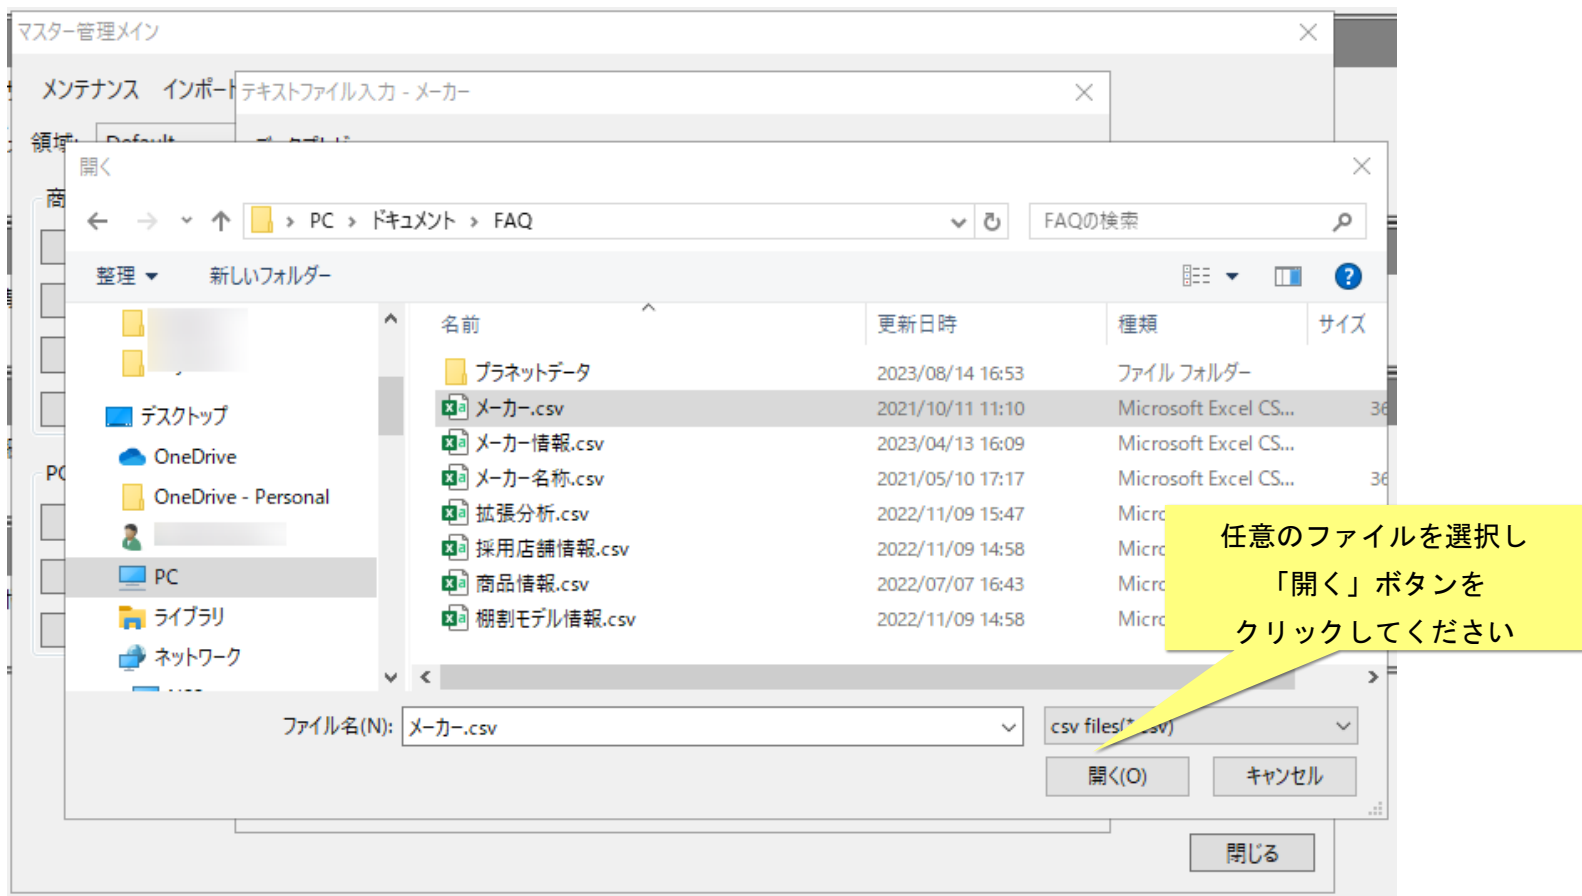 マスター管理メイン
メンテナンス インポート
テキストファイル入力 - メーカー
領域:
Default
開く
商
PC › ドキュメント › FAQ
FAQの検索
整理
新しいフォルダー
名前 更新日時 種類 サイズ
プラネットデータ 2023/08/14 16:53 ファイル フォルダー
メーカー.csv 2021/10/11 11:10 Microsoft Excel CS... 36
メーカー情報.csv 2023/04/13 16:09 Microsoft Excel CS...
メーカー名称.csv 2021/05/10 17:17 Microsoft Excel CS... 36
拡張分析.csv 2022/11/09 15:47 Micro
採用店舗情報.csv 2022/11/09 14:58 Micro
商品情報.csv 2022/07/07 16:43 Micro
棚割モデル情報.csv 2022/11/09 14:58 Micro
デスクトップ
OneDrive
OneDrive - Personal
PC
ライブラリ
ネットワーク
PO
任意のファイルを選択し
「開く」ボタンを
クリックしてください
ファイル名(N): メーカー.csv
csv files(*.csv)
開く(O) キャンセル
閉じる